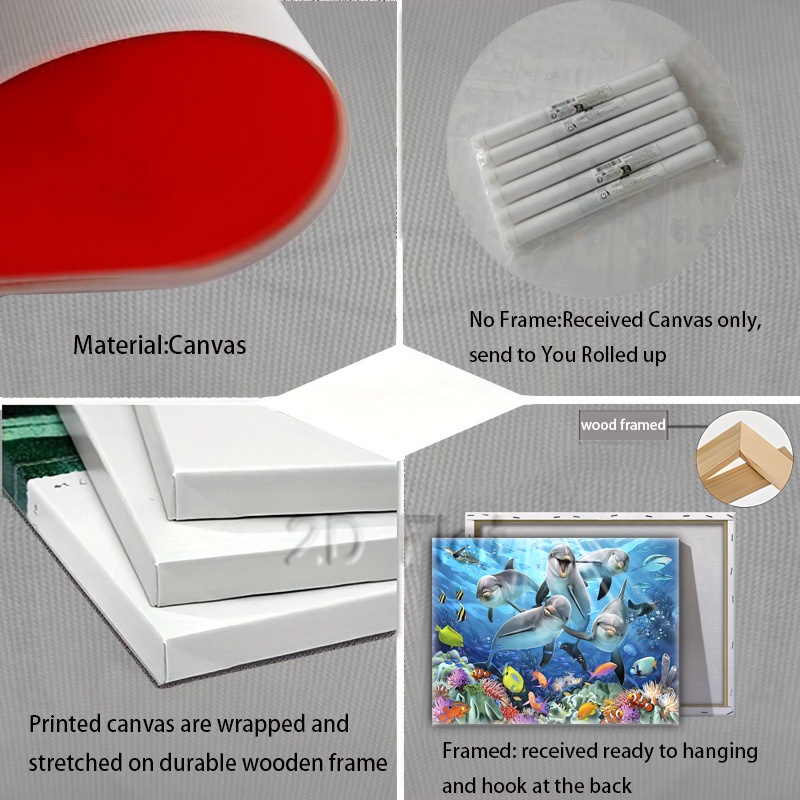 Material:Canvas
No Frame:Received Canvas only,
send to You Rolled up
wood framed
Printed canvas are wrapped and
stretched on durable wooden frame
Framed: received ready to hanging
and hook at the back